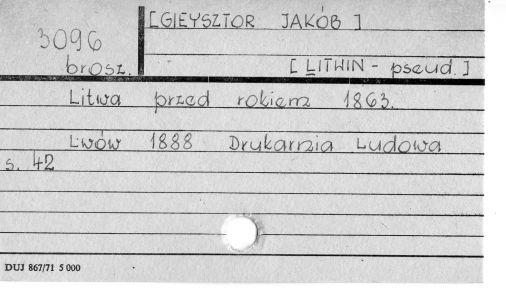 [GIEYSZTOR JAKÓB]
3096
brosz.
[LITWIN - pseud.]
Litwa przed rokiem 1863.
Lwów 1888 Drukarnia Ludowa
s. 42
DUJ 867/71 5 000